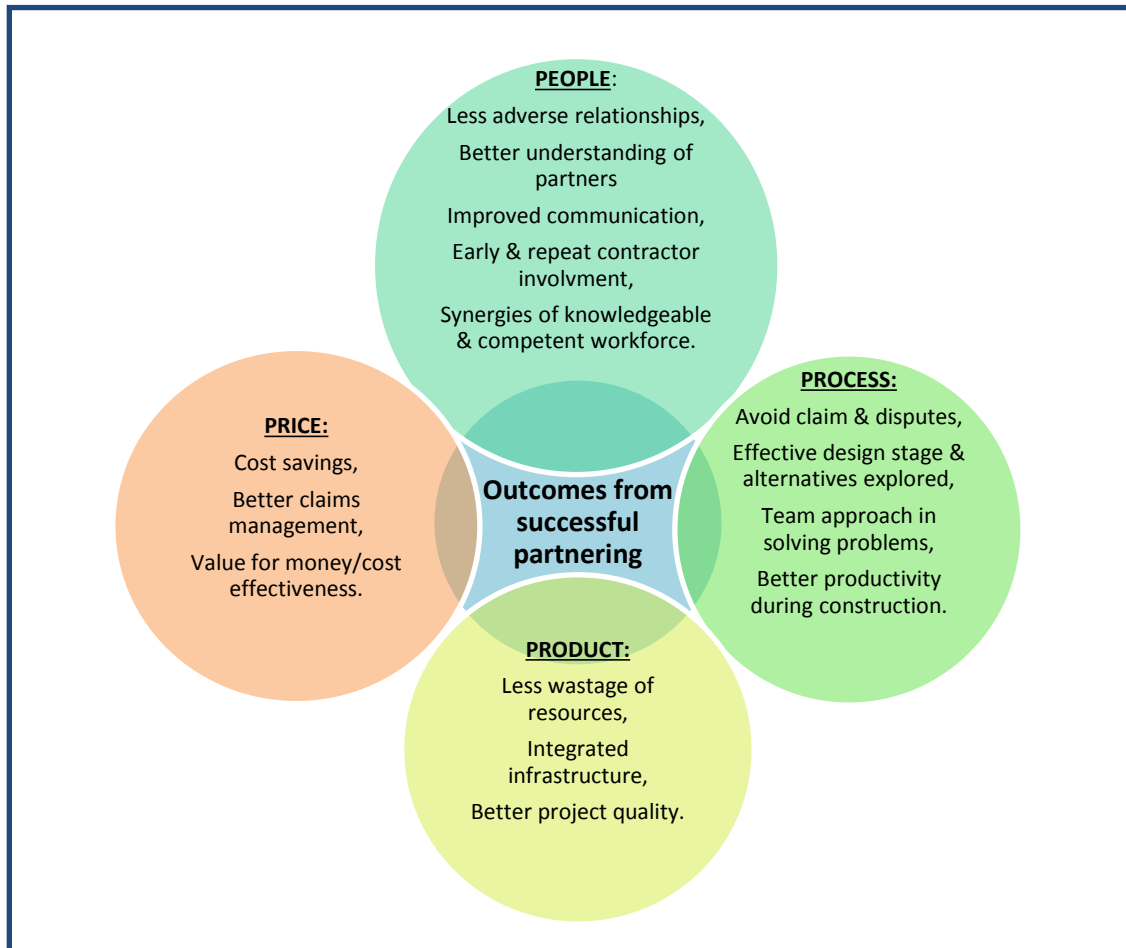 PEOPLE:
Less adverse relationships,
Better understanding of
partners
Improved communication,
Early & repeat contractor
involvment,
Synergies of knowledgeable
& competent workforce.
PRICE:
Cost savings,
Better claims
management,
Value for money/cost
effectiveness.
Outcomes from
successful
partnering
PROCESS:
Avoid claim & disputes,
Effective design stage &
alternatives explored,
Team approach in
solving problems,
Better productivity
during construction.
PRODUCT:
Less wastage of
resources,
Integrated
infrastructure,
Better project quality.